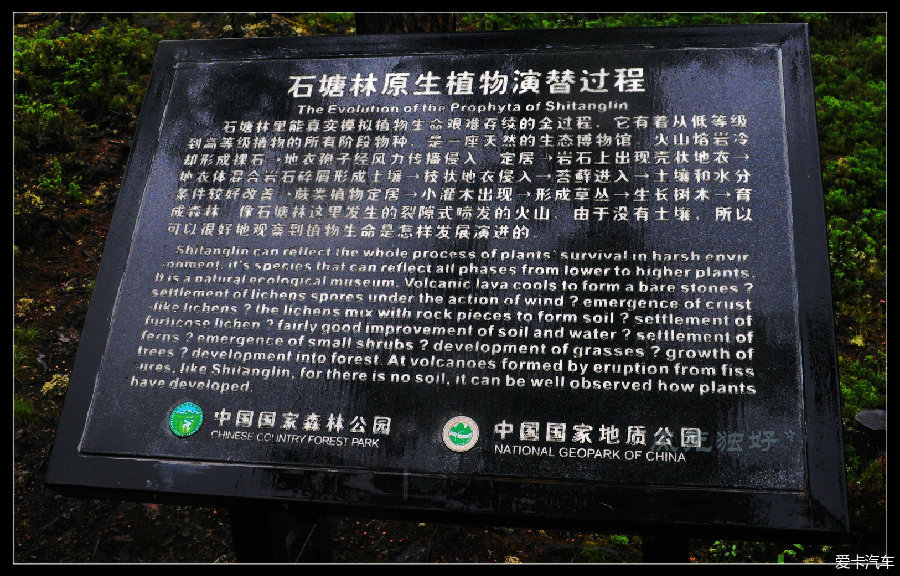 石塘林原生植物演替过程
The Evolution of the Prophyta of Shitanglin
石塘林里能真实模拟植物生命艰难存续的全过程，它有着从低等级
到高等级植物的所有阶段物种，是一座天然的生态博物馆 火山熔岩冷
却形成裸石→地衣孢子经风力传播侵入 定居→岩石上出现壳状地衣→
地衣体混合岩石碎屑形成土壤→枝状地衣侵入→苔藓进入→土壤和水分
条件较好改善→蕨类植物定居→小灌木出现→形成草丛→生长树木→育
成森林 像石塘林这里发生的裂隙式喷发的火山，由于没有土壤，所以
可以很好地观察到植物生命是怎样发展演进的。
Shitanglin can reflect the whole process of plants' survival in harsh envir
-onment, it's species that can reflect all phases from lower to higher plants.
It is a natural ecological museum. Volcanic lava cools to form a bare stones ?
settlement of lichens spores under the action of wind ? emergence of crust
like lichens ? the lichens mix with rock pieces to form soil ? settlement of
furticose lichen ? fairly good improvement of soil and water ? settlement of
ferns ? emergence of small shrubs ? development of grasses ? growth of
trees ? development into forest. At volcanoes formed by eruption from fiss
-ures, like Shitanglin, for there is no soil, it can be well observed how plants
have developed.
中国国家森林公园
CHINESE COUNTRY FOREST PARK
中国国家地质公园
NATIONAL GEOPARK OF CHINA
独好
爱卡汽车